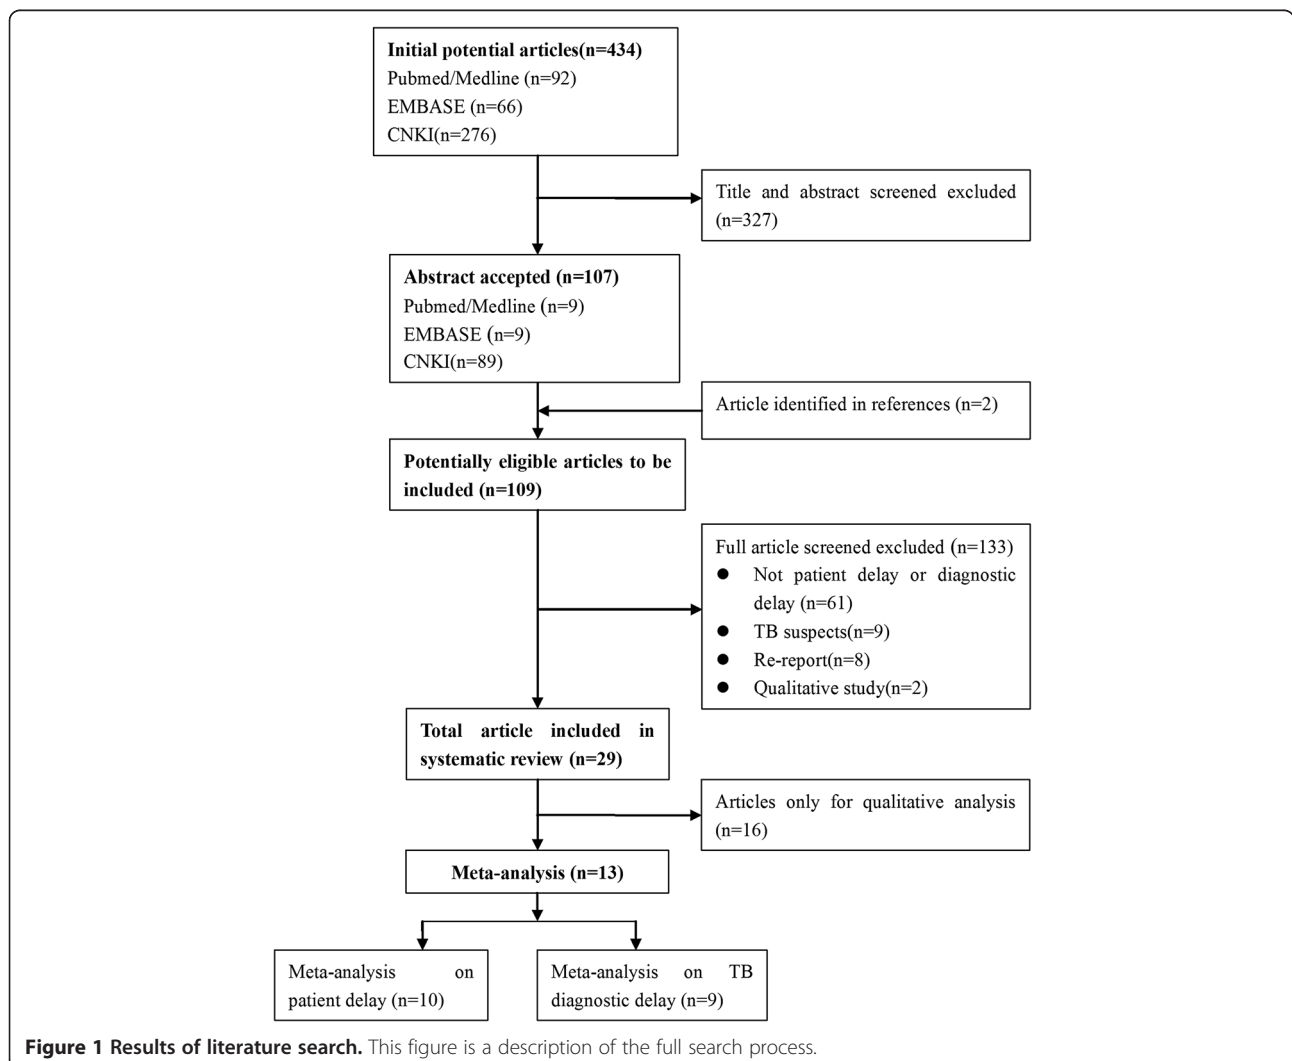 Initial potential articles(n=434)
Pubmed/Medline (n=92)
EMBASE (n=66)
CNKI(n=276)
Title and abstract screened excluded
(n=327)
Abstract accepted (n=107)
Pubmed/Medline (n=9)
EMBASE (n=9)
CNKI(n=89)
Article identified in references (n=2)
Potentially eligible articles to be
included (n=109)
Full article screened excluded (n=133)
● Not patient delay or diagnostic
delay (n=61)
● TB suspects(n=9)
● Re-report(n=8)
● Qualitative study(n=2)
Total article included in
systematic review (n=29)
Articles only for qualitative analysis
(n=16)
Meta-analysis (n=13)
Meta-analysis on
patient delay (n=10)
Meta-analysis on TB
diagnostic delay (n=9)
Figure 1 Results of literature search. This figure is a description of the full search process.